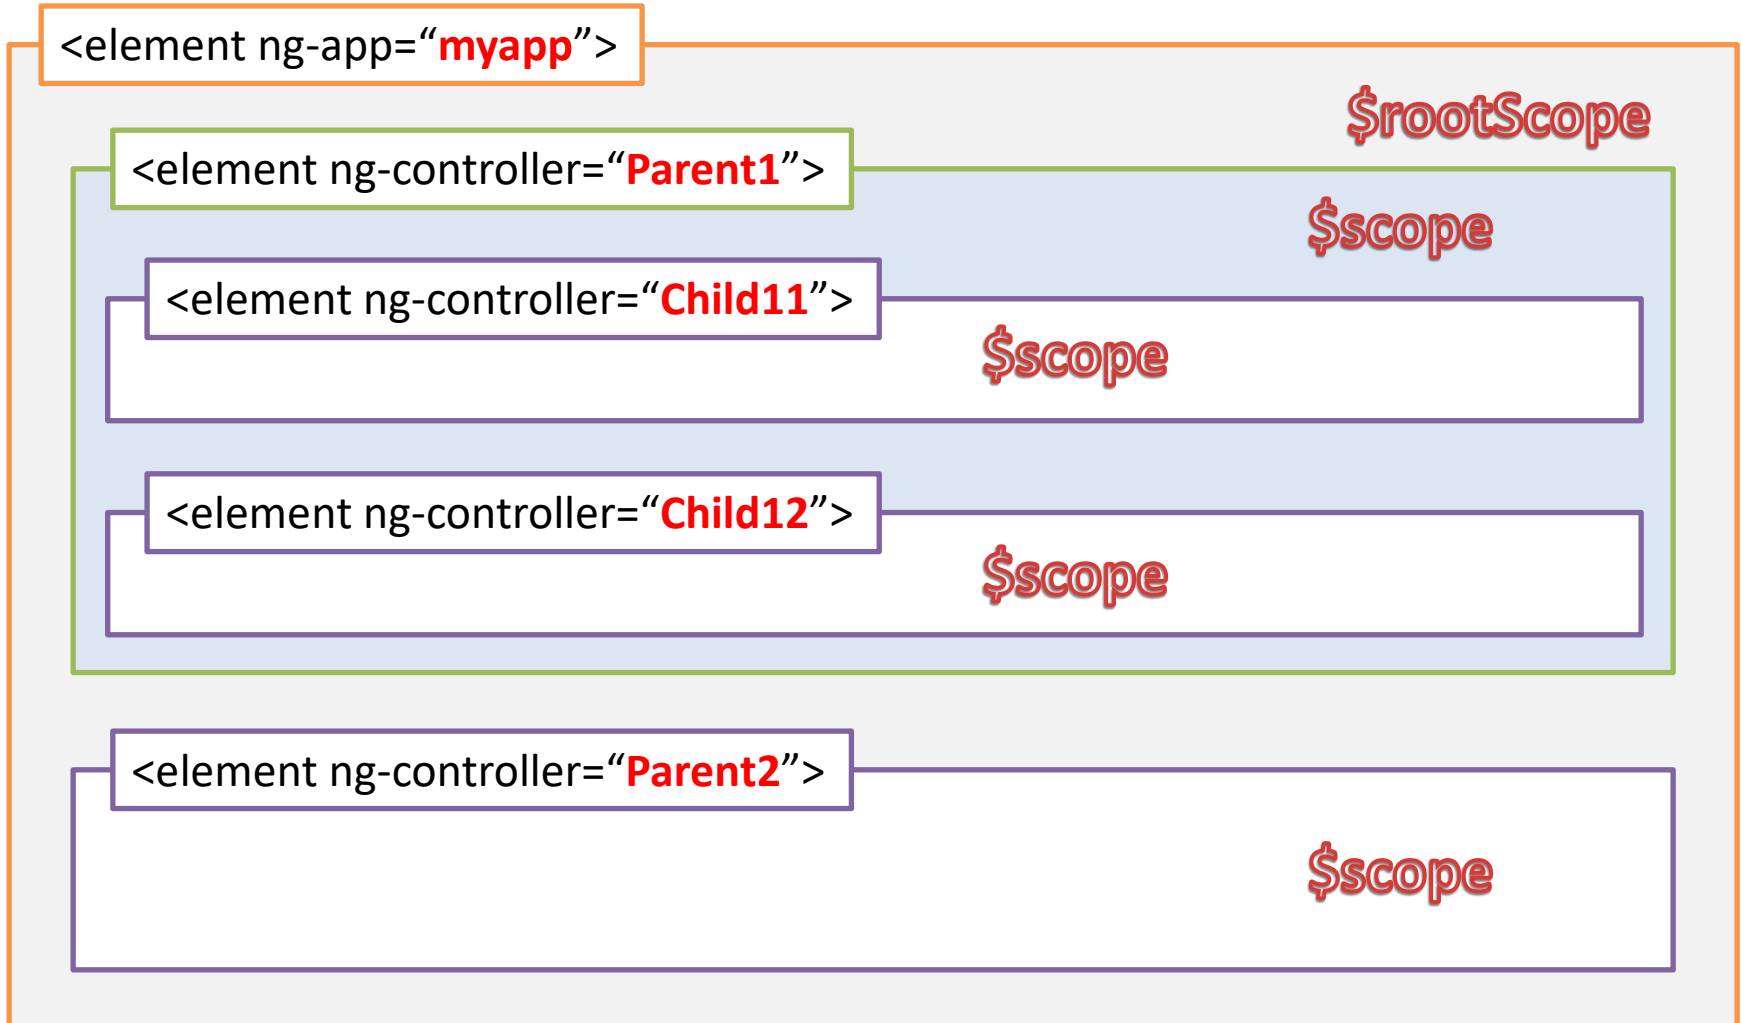 <element ng-app=“myapp”>
$rootScope
<element ng-controller=“Parent1”>
$scope
<element ng-controller=“Child11”>
$scope
<element ng-controller=“Child12”>
$scope
<element ng-controller=“Parent2”>
$scope